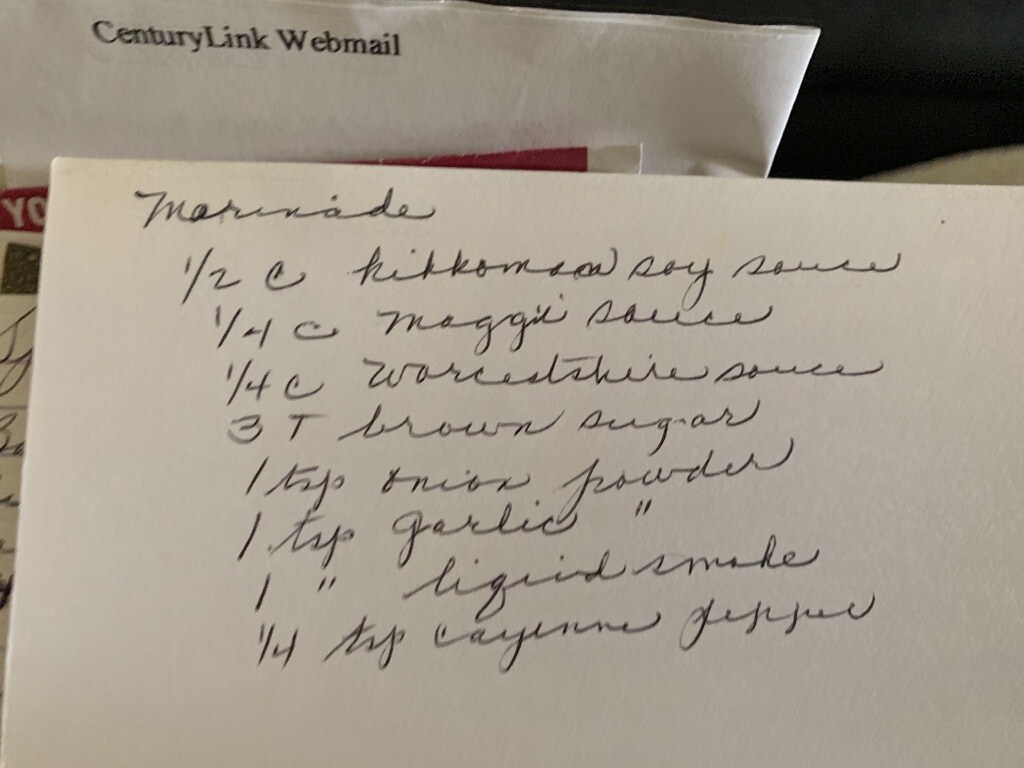 CenturyLink Webmail
YO
Marinade
1/2 C Kikkoman soy sauce
1/4 C Maggi sauce
1/4 C Worcestshire sauce
3 T brown sugar
1 tsp onion powder
1 tsp garlic "
1 " liquid smoke
1/4 tsp cayenne pepper